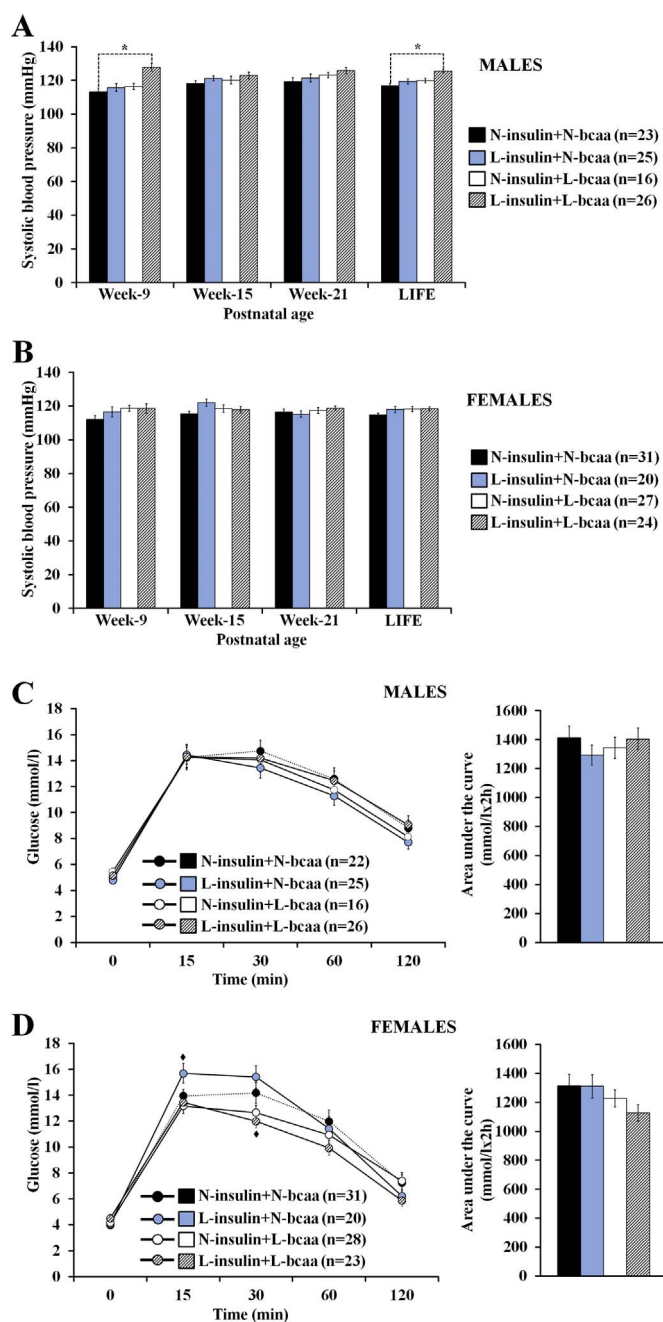 A
140
120
100
80
60
40
20
0
Systolic blood pressure (mmHg)
*
*
Week-9 Week-15 Week-21 LIFE
Postnatal age
MALES
N-insulin+N-bcaa (n=23)
L-insulin+N-bcaa (n=25)
N-insulin+L-bcaa (n=16)
L-insulin+L-bcaa (n=26)
B
140
120
100
80
60
40
20
0
Systolic blood pressure (mmHg)
Week-9 Week-15 Week-21 LIFE
Postnatal age
FEMALES
N-insulin+N-bcaa (n=31)
L-insulin+N-bcaa (n=20)
N-insulin+L-bcaa (n=27)
L-insulin+L-bcaa (n=24)
C
MALES
18
16
14
12
10
8
6
4
2
0
Glucose (mmol/l)
N-insulin+N-bcaa (n=22)
L-insulin+N-bcaa (n=25)
N-insulin+L-bcaa (n=16)
L-insulin+L-bcaa (n=26)
0 15 30 60 120
Time (min)
1600
1400
1200
1000
800
600
400
200
0
Area under the curve
(mmol/lx2h)
D
FEMALES
18
16
14
12
10
8
6
4
2
0
Glucose (mmol/l)
N-insulin+N-bcaa (n=31)
L-insulin+N-bcaa (n=20)
N-insulin+L-bcaa (n=28)
L-insulin+L-bcaa (n=23)
0 15 30 60 120
Time (min)
1600
1400
1200
1000
800
600
400
200
0
Area under the curve
(mmol/lx2h)